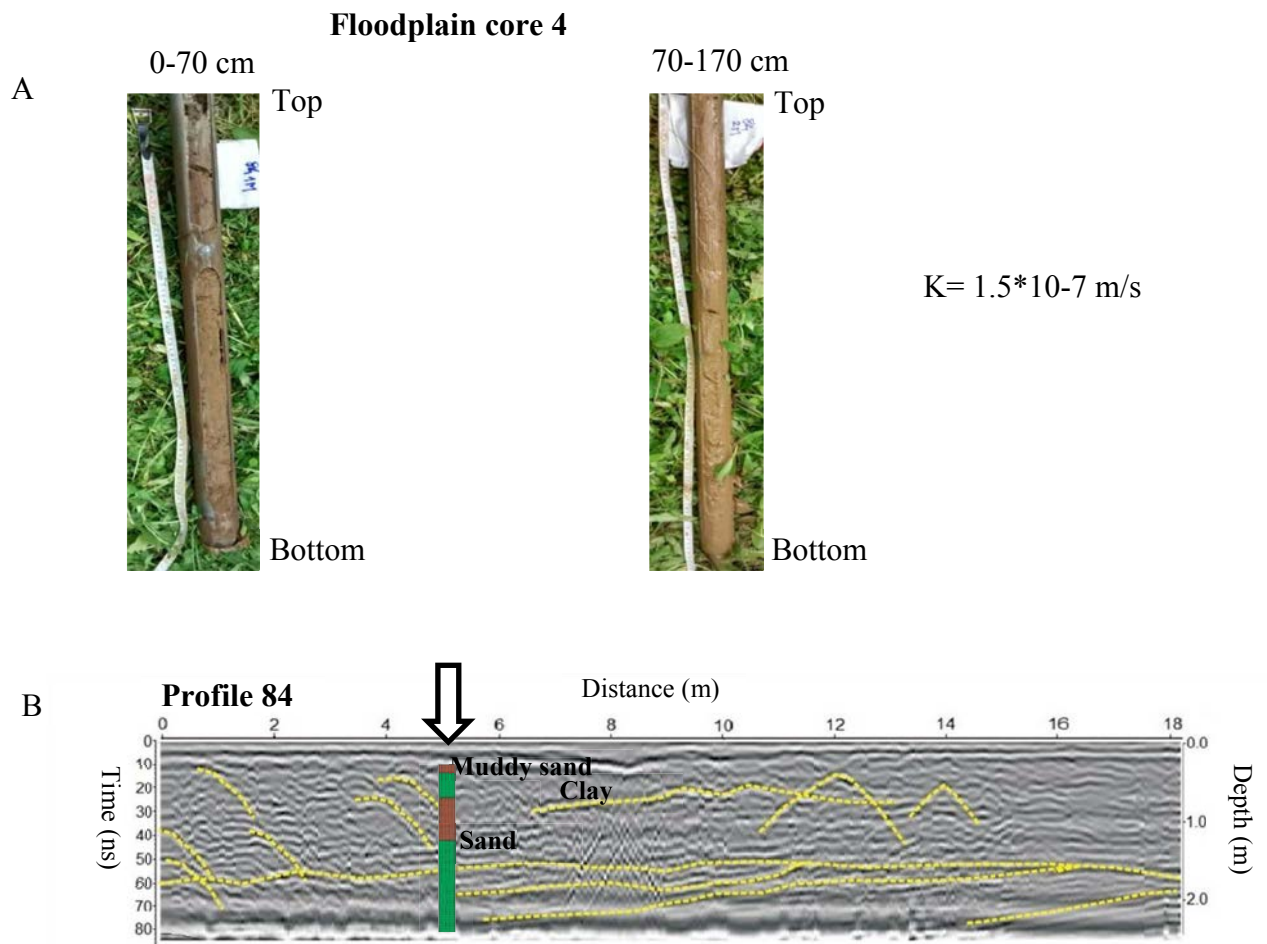 Floodplain core 4
0-70 cm
70-170 cm
A
Top
Top
K= 1.5*10-7 m/s
Bottom
Bottom
B
Profile 84
Distance (m)
0 2 4 6 8 10 12 14 16 18
0
10
20
30
40
50
60
70
80
Time (ns)
Muddy sand
Clay
Sand
0.0
1.0
2.0
Depth (m)